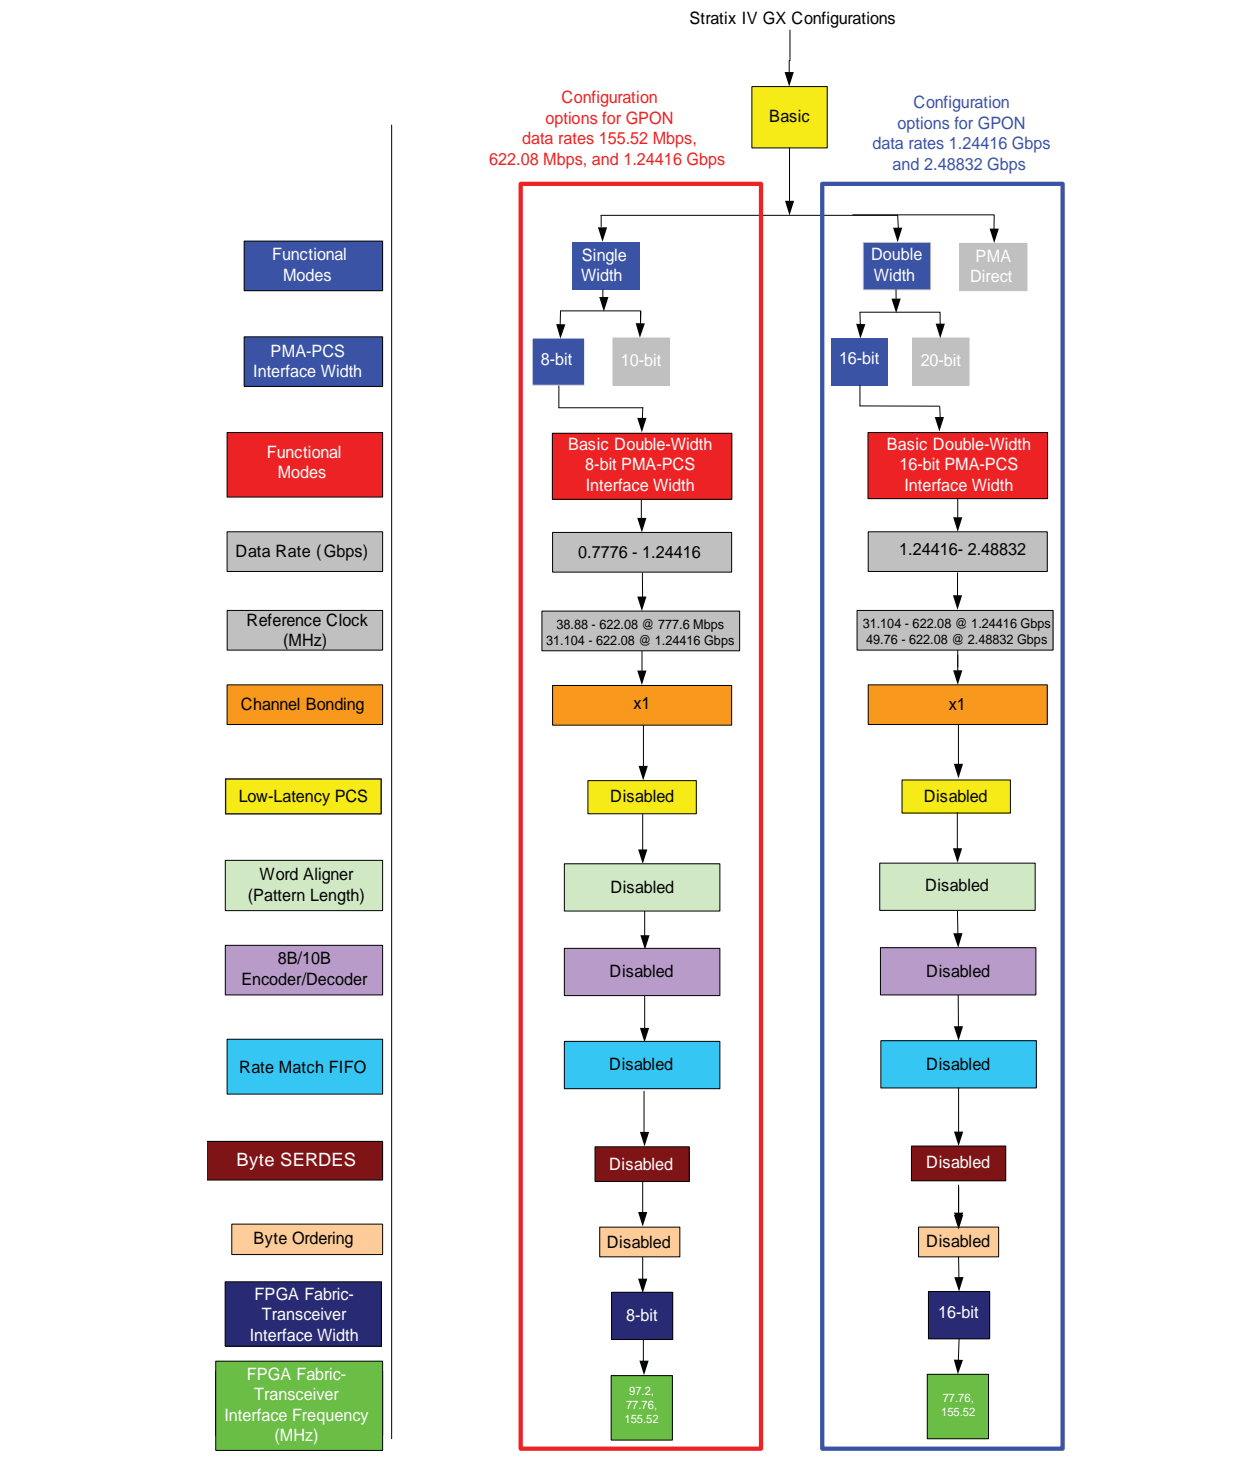 Stratix IV GX Configurations
Basic
Configuration
options for GPON
data rates 155.52 Mbps,
622.08 Mbps, and 1.24416 Gbps
Configuration
options for GPON
data rates 1.24416 Gbps
and 2.48832 Gbps
Functional
Modes
Single
Width
Double
Width
PMA
Direct
PMA-PCS
Interface Width
8-bit
10-bit
16-bit
20-bit
Functional
Modes
Basic Double-Width
8-bit PMA-PCS
Interface Width
Basic Double-Width
16-bit PMA-PCS
Interface Width
Data Rate (Gbps)
0.7776 - 1.24416
1.24416- 2.48832
Reference Clock
(MHz)
38.88 - 622.08 @ 777.6 Mbps
31.104 - 622.08 @ 1.24416 Gbps
31.104 - 622.08 @ 1.24416 Gbps
49.76 - 622.08 @ 2.48832 Gbps
Channel Bonding
x1
x1
Low-Latency PCS
Disabled
Disabled
Word Aligner
(Pattern Length)
Disabled
Disabled
8B/10B
Encoder/Decoder
Disabled
Disabled
Rate Match FIFO
Disabled
Disabled
Byte SERDES
Disabled
Disabled
Byte Ordering
Disabled
Disabled
FPGA Fabric-
Transceiver
Interface Width
8-bit
16-bit
FPGA Fabric-
Transceiver
Interface Frequency
(MHz)
97.2,
77.76,
155.52
77.76,
155.52